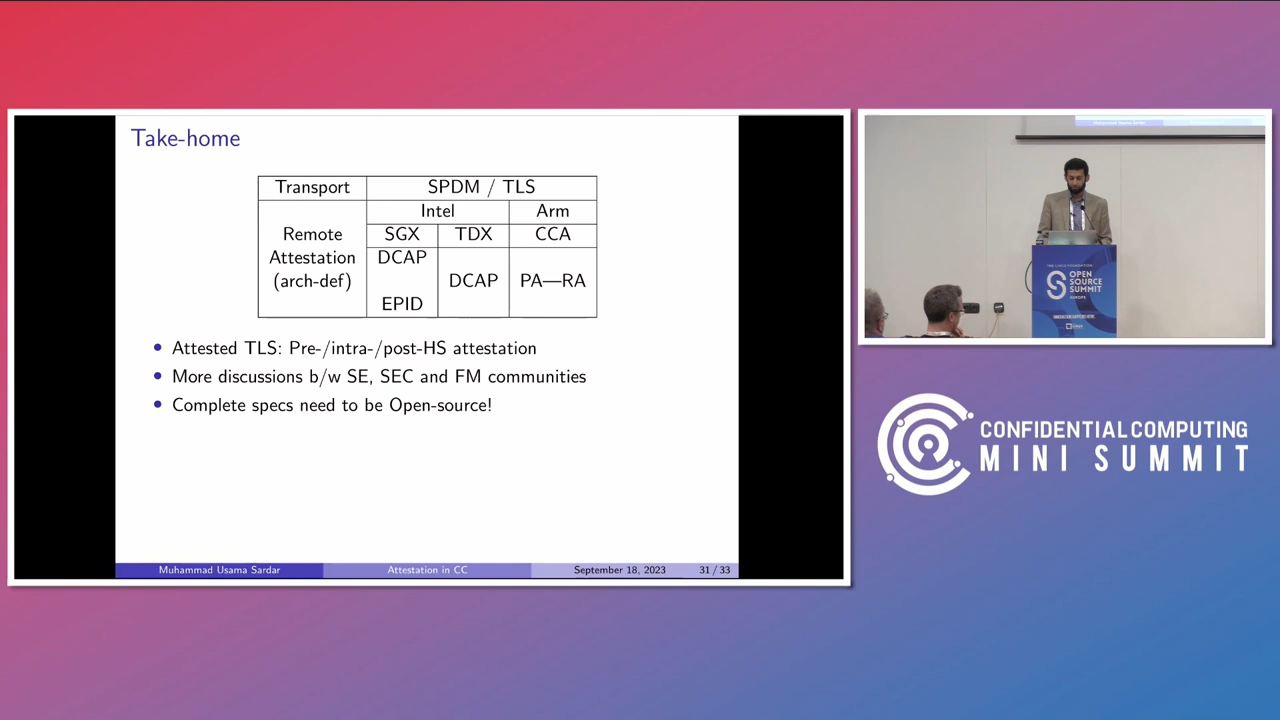 Take-home
Transport SPDM / TLS
Intel Arm
Remote SGX TDX CCA
Attestation DCAP
(arch-def) DCAP PA—RA
EPID
• Attested TLS: Pre-/intra-/post-HS attestation
• More discussions b/w SE, SEC and FM communities
• Complete specs need to be Open-source!
Muhammad Usama Sardar Attestation in CC September 18, 2023 31 / 33
THE LINUX FOUNDATION
OPEN
SOURCE
SUMMIT
EUROPE
CONFIDENTIAL COMPUTING
MINI SUMMIT